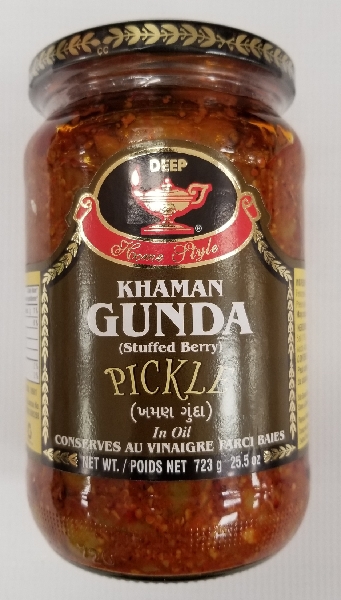 DEEP
®
Home Style
KHAMAN
GUNDA
(Stuffed Berry)
PICKLE
(ખમણ ગુંદા)
In Oil
CONSERVES AU VINAIGRE FARCI BAIES
NET WT. / POIDS NET 723 g 25.5 oz